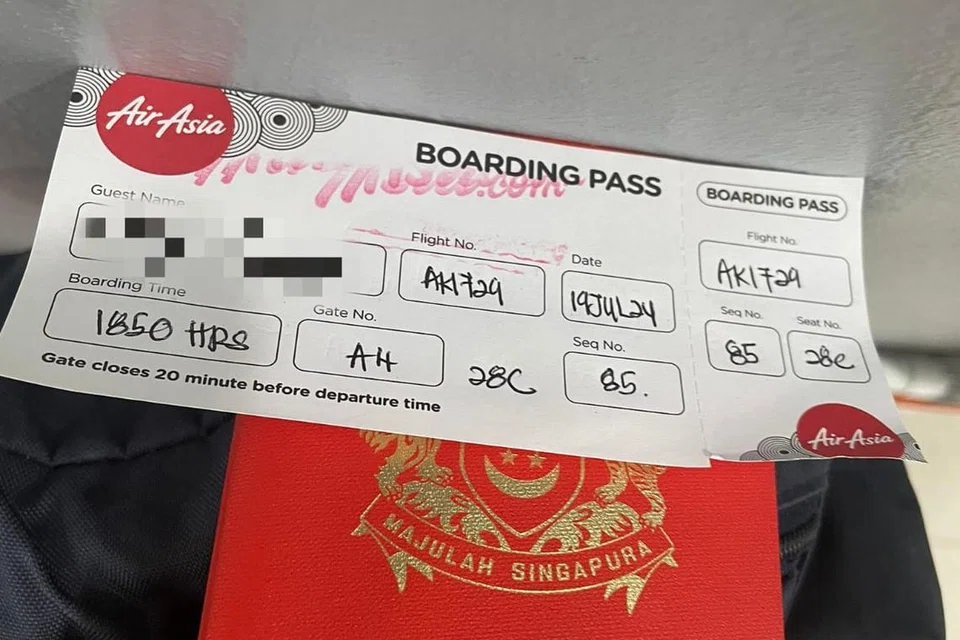 AirAsia
BOARDING PASS
Guest Name
Flight No.
AK1729
Date
19JUL24
Boarding Time
1850 HRS
Gate No.
A4
28C
Seq No.
85.
Gate closes 20 minute before departure time
BOARDING PASS
Flight No.
AK1729
Seq No.
85
Seat No.
28C
AirAsia
MAJULAH SINGAPURA